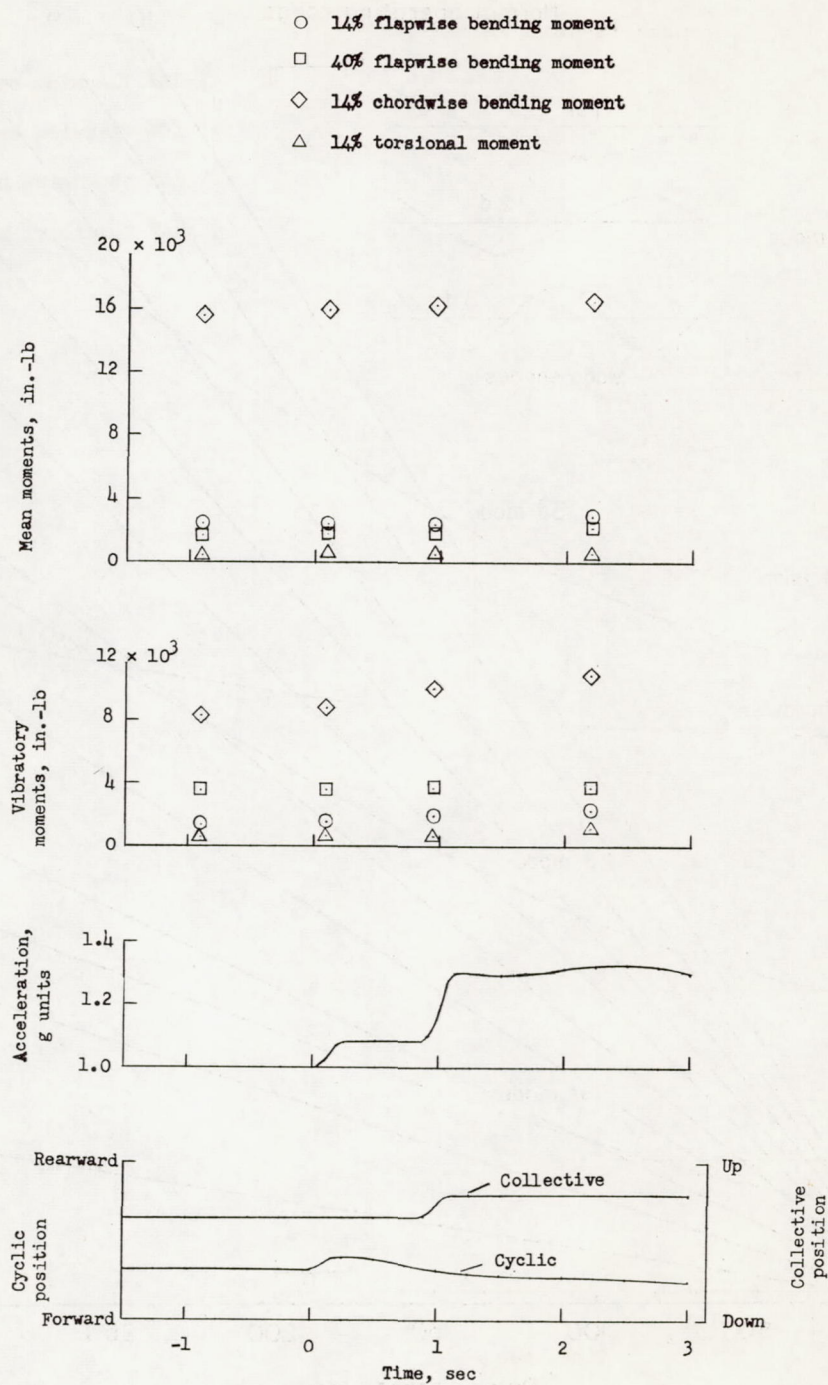 ○ 14% flapwise bending moment
□ 40% flapwise bending moment
◇ 14% chordwise bending moment
△ 14% torsional moment
20 × 10³
16
12
8
4
0
Mean moments, in.-lb
12 × 10³
8
4
0
Vibratory
moments, in.-lb
1.4
1.2
1.0
Acceleration,
g units
Rearward
Forward
Cyclic
position
Collective
Cyclic
Up
Down
Collective
position
-1 0 1 2 3
Time, sec